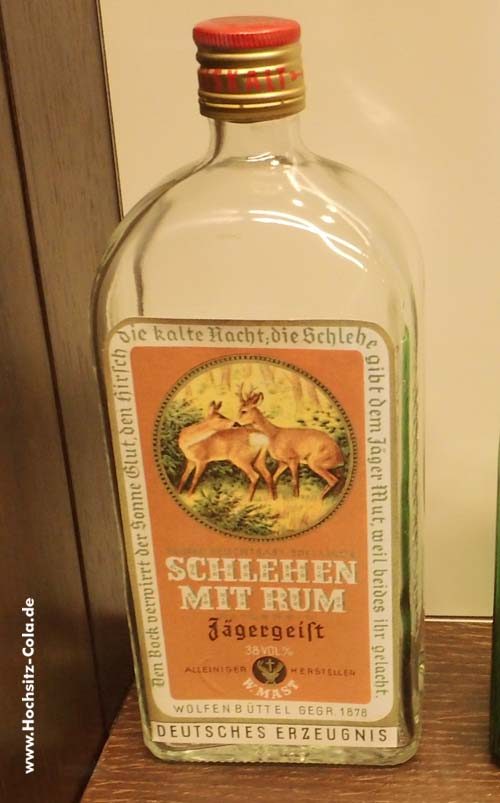 SKALT
Den Bock verwirrt der Sonne Glut, den Hirsch die kalte Nacht, die Schlehe gibt dem Jäger Mut, weil beides ihr gelacht.
SCHLEHEN
MIT RUM
Jägergeist
38 VOL.%
ALLEINIGER HERSTELLER
W. MAST
WOLFENBÜTTEL GEGR. 1878
DEUTSCHES ERZEUGNIS
www.Hochsitz-Cola.de